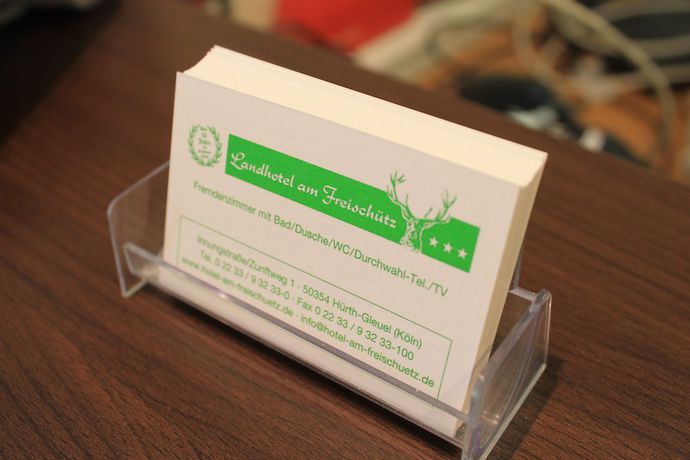 Landhotel am Freischütz
Fremdenzimmer mit Bad/Dusche/WC/Durchwahl-Tel./TV
Innungstraße/Zunftweg 1 · 50354 Hürth-Gleuel (Köln)
Tel. 0 22 33 / 9 32 33-0 · Fax 0 22 33 / 9 32 33-100
www.hotel-am-freischuetz.de · info@hotel-am-freischuetz.de